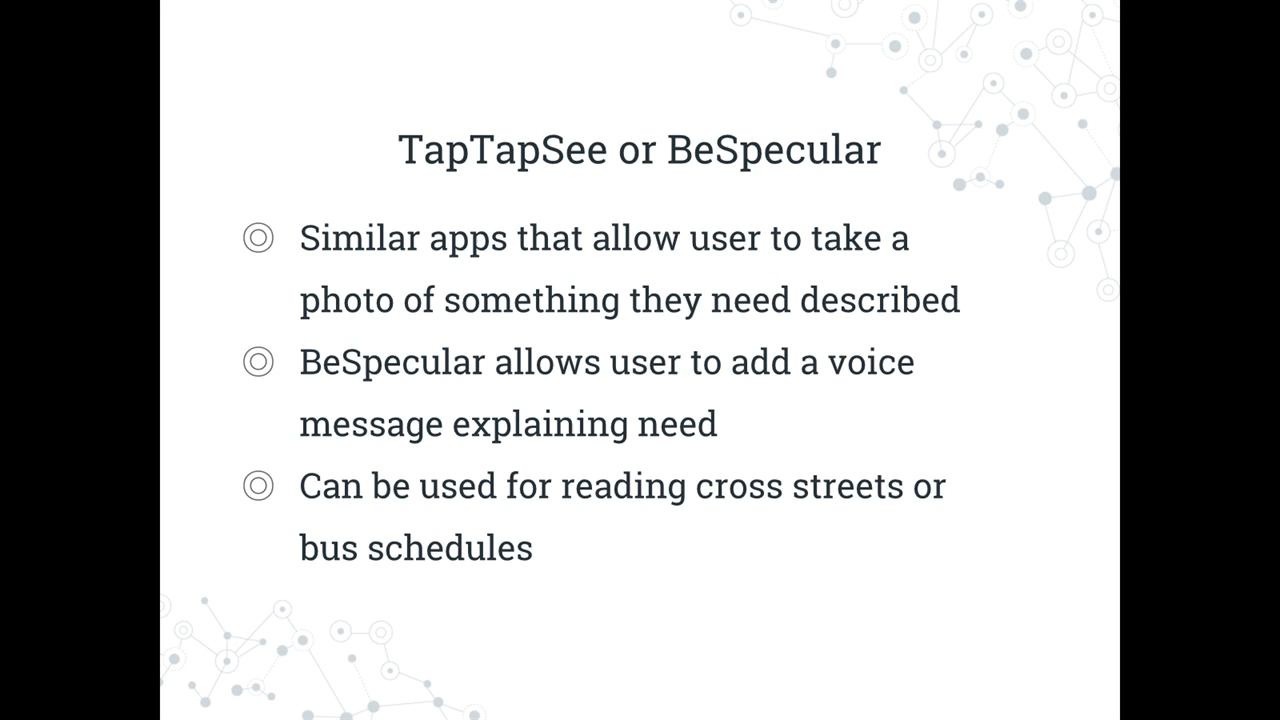 TapTapSee or BeSpecular
Similar apps that allow user to take a
photo of something they need described
BeSpecular allows user to add a voice
message explaining need
Can be used for reading cross streets or
bus schedules